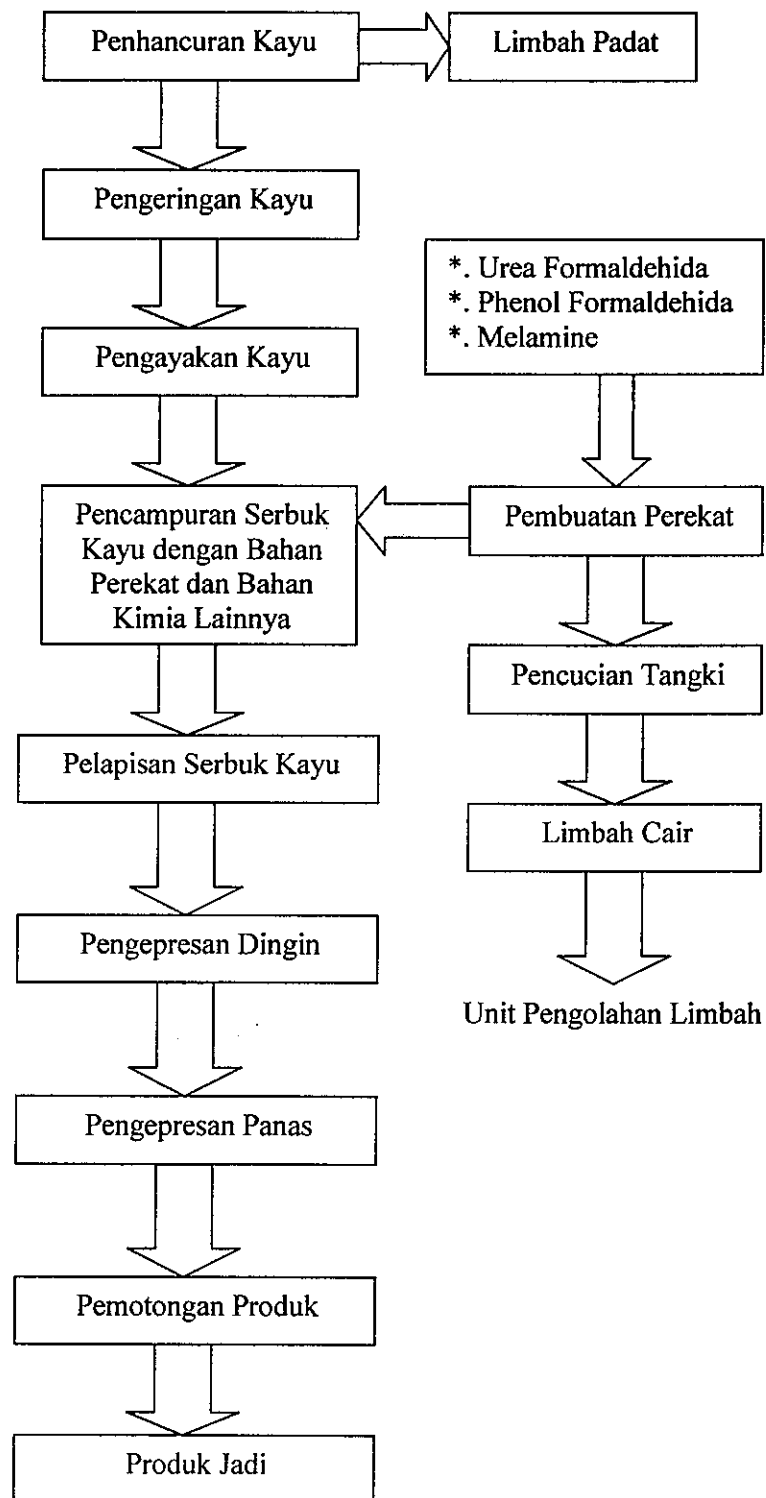 Penhancuran Kayu
Limbah Padat
Pengeringan Kayu
*. Urea Formaldehida
*. Phenol Formaldehida
*. Melamine
Pengayakan Kayu
Pencampuran Serbuk
Kayu dengan Bahan
Perekat dan Bahan
Kimia Lainnya
Pembuatan Perekat
Pencucian Tangki
Pelapisan Serbuk Kayu
Limbah Cair
Pengepresan Dingin
Unit Pengolahan Limbah
Pengepresan Panas
Pemotongan Produk
Produk Jadi